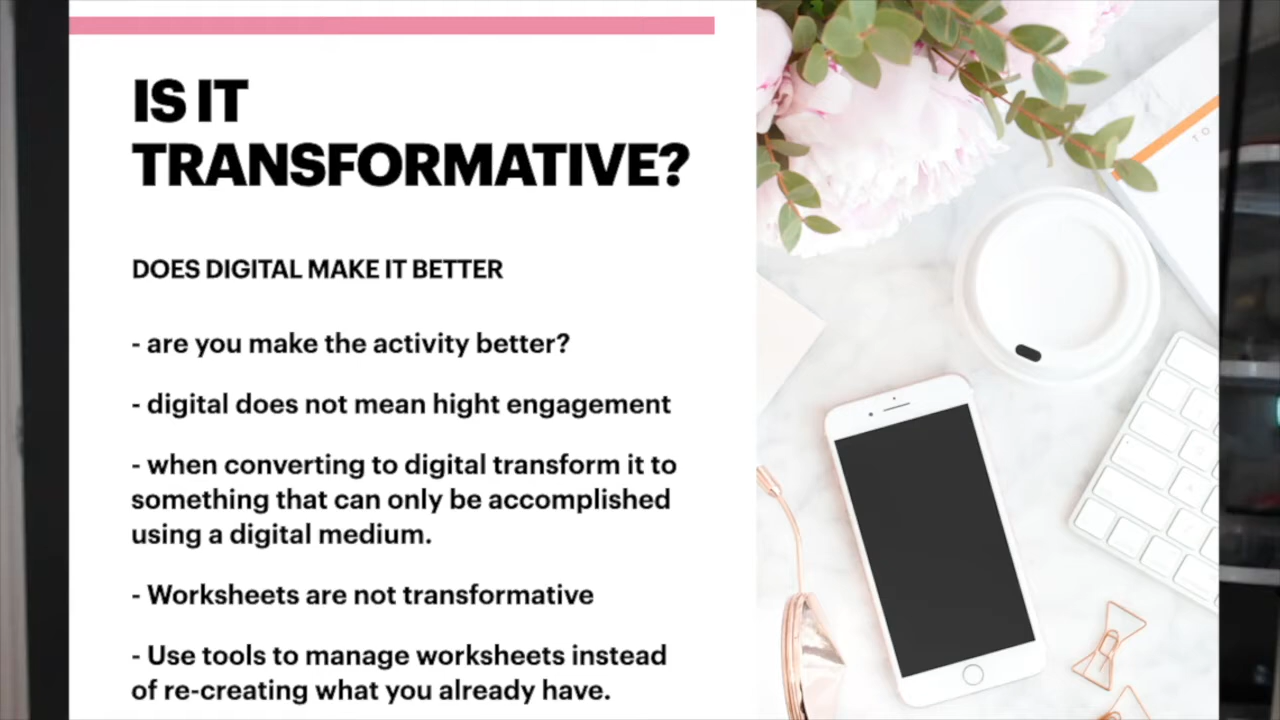 IS IT
TRANSFORMATIVE?
DOES DIGITAL MAKE IT BETTER
- are you make the activity better?
- digital does not mean hight engagement
- when converting to digital transform it to
something that can only be accomplished
using a digital medium.
- Worksheets are not transformative
- Use tools to manage worksheets instead
of re-creating what you already have.
TO